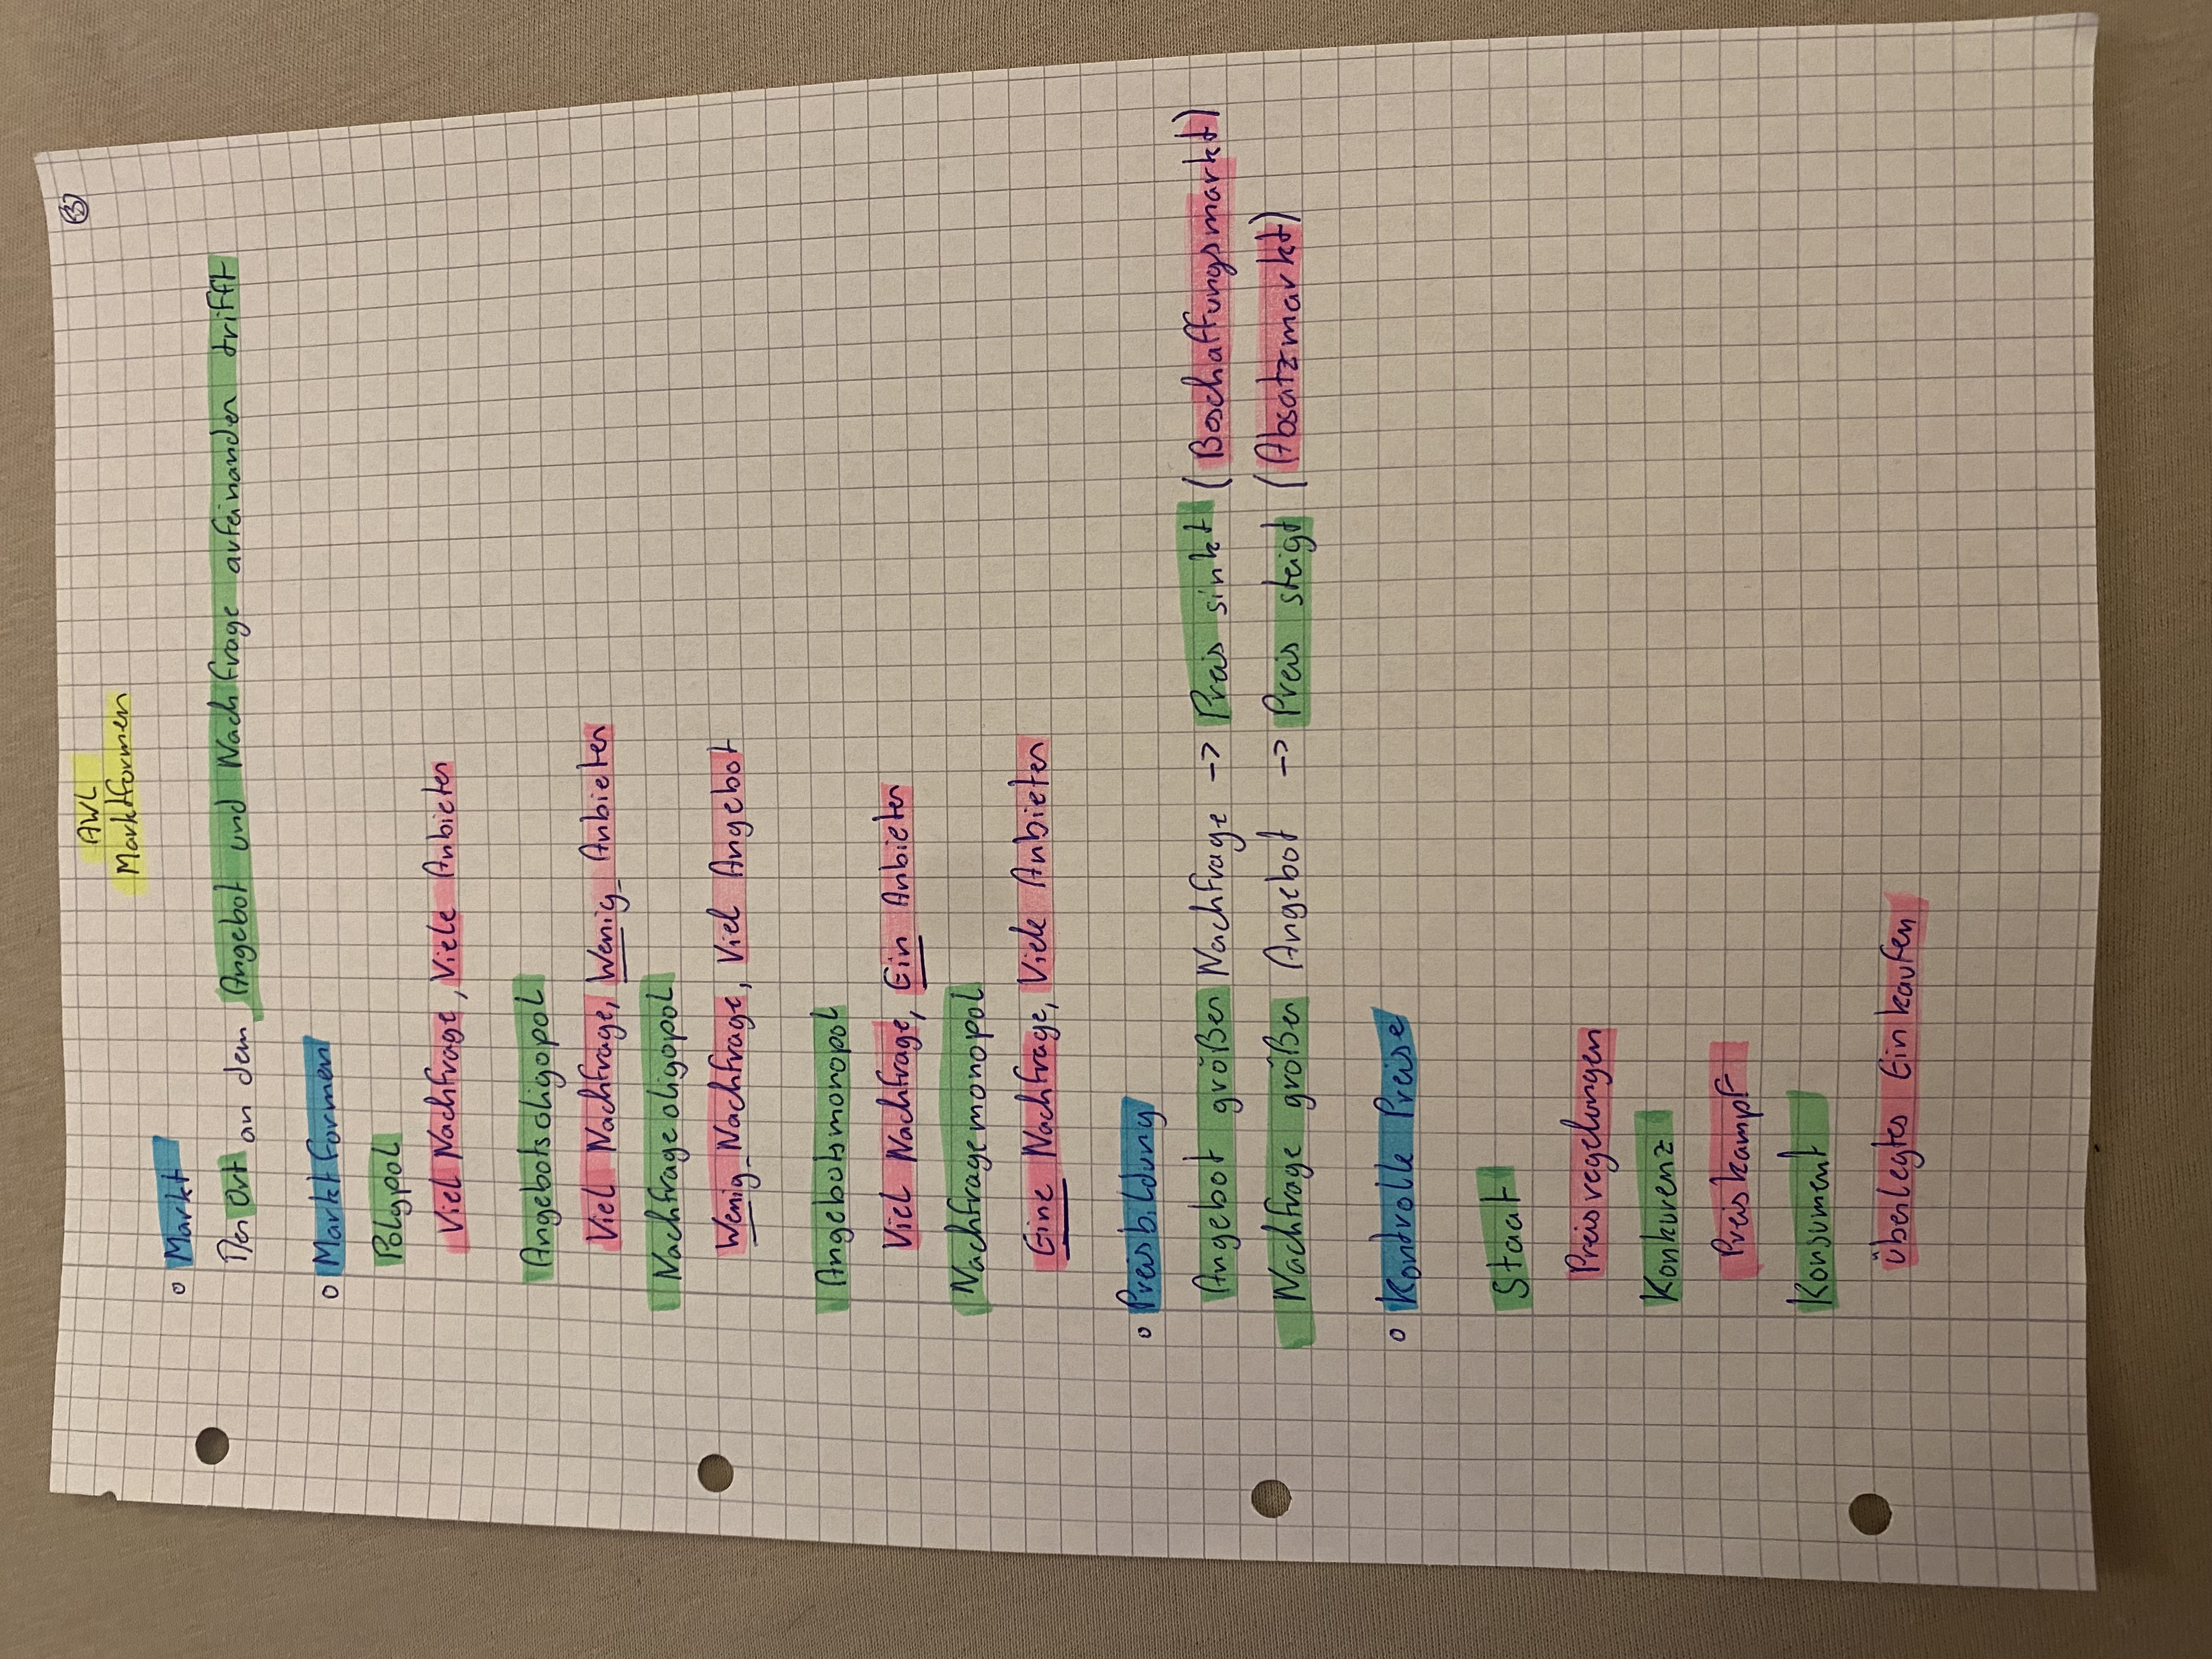 AWL
Marktformen
33
Markt
Der Ort an dem Angebot und Nachfrage aufeinander trifft
Marktformen
Polypol
Viel Nachfrage, Viele Anbieter
Angebotsoligopol
Viel Nachfrage, Wenig Anbieter
Nachfrageoligopol
Wenig Nachfrage, Viel Angebot
Angebotsmonopol
Viel Nachfrage, Ein Anbieter
Nachfragemonopol
Eine Nachfrage, Viele Anbieter
Preisbildung
Angebot größer Nachfrage -> Preis sinkt (Beschaffungsmarkt)
Nachfrage größer Angebot -> Preis steigt (Absatzmarkt)
Kontrolle Preise
Staat
Preisregelungen
Konkurenz
Preiskampf
Konsument
überlegtes Einkaufen